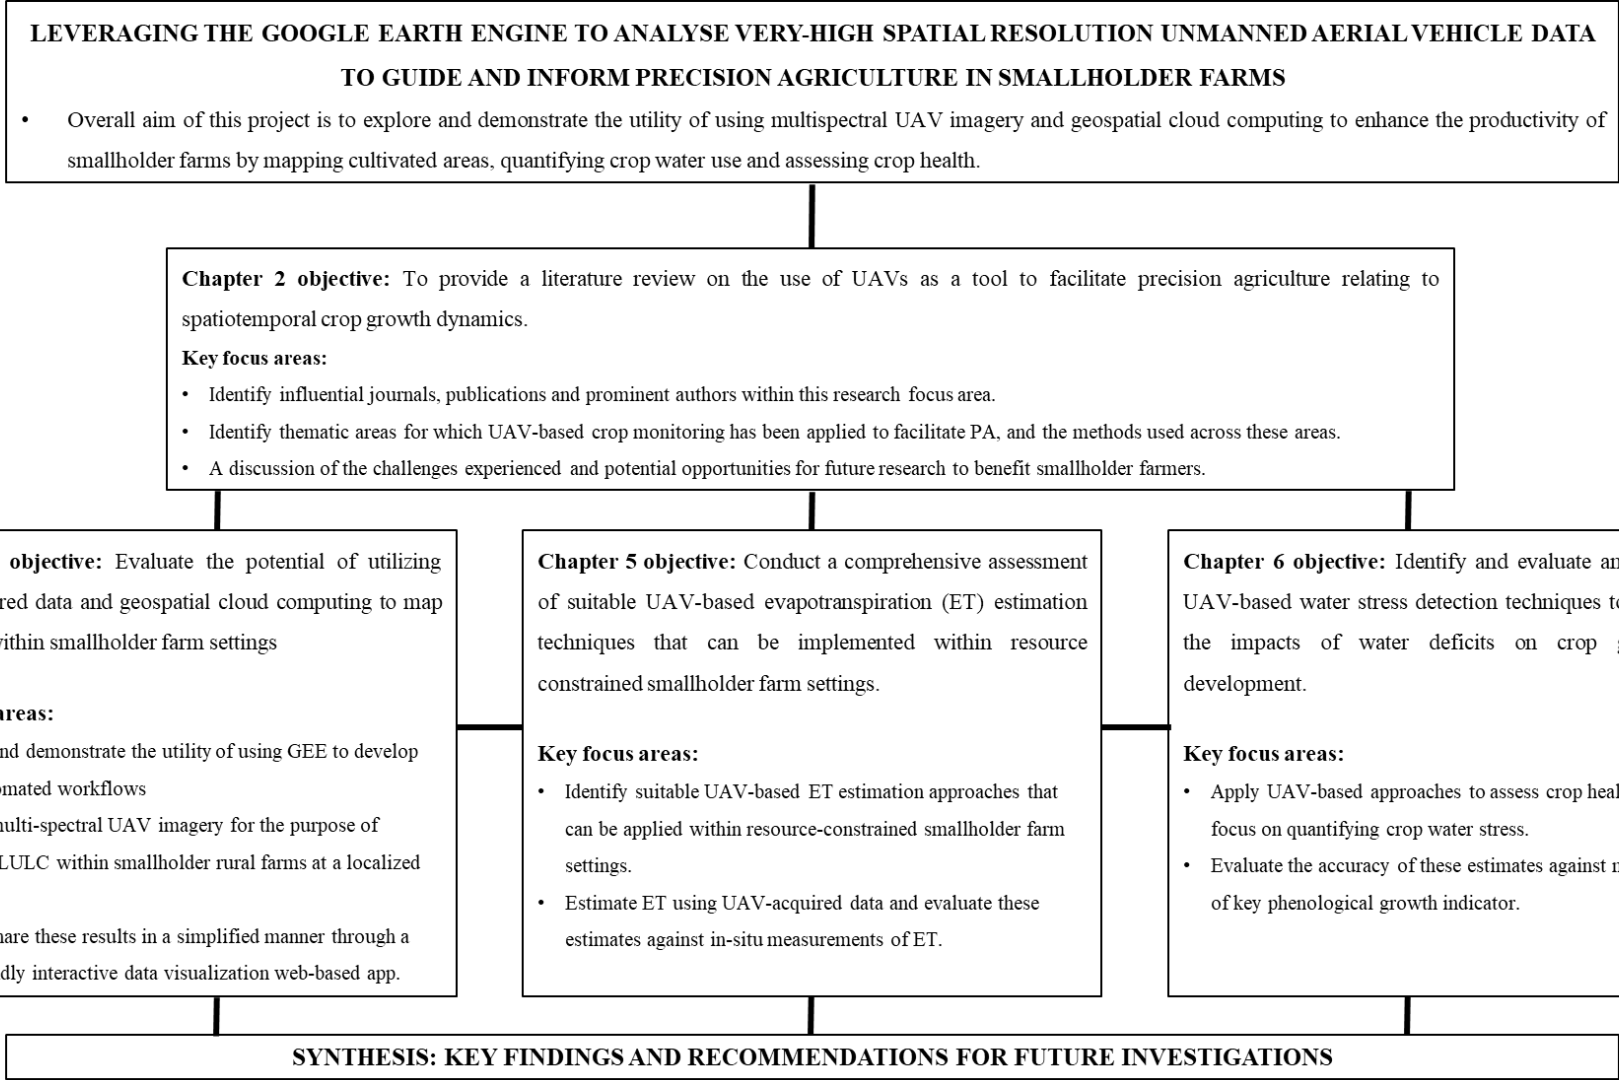 LEVERAGING THE GOOGLE EARTH ENGINE TO ANALYSE VERY-HIGH SPATIAL RESOLUTION UNMANNED AERIAL VEHICLE DATA
TO GUIDE AND INFORM PRECISION AGRICULTURE IN SMALLHOLDER FARMS
• Overall aim of this project is to explore and demonstrate the utility of using multispectral UAV imagery and geospatial cloud computing to enhance the productivity of
smallholder farms by mapping cultivated areas, quantifying crop water use and assessing crop health.
Chapter 2 objective: To provide a literature review on the use of UAVs as a tool to facilitate precision agriculture relating to
spatiotemporal crop growth dynamics.
Key focus areas:
• Identify influential journals, publications and prominent authors within this research focus area.
• Identify thematic areas for which UAV-based crop monitoring has been applied to facilitate PA, and the methods used across these areas.
• A discussion of the challenges experienced and potential opportunities for future research to benefit smallholder farmers.
objective: Evaluate the potential of utilizing
data and geospatial cloud computing to map
within smallholder farm settings
areas:
demonstrate the utility of using GEE to develop
workflows
multi-spectral UAV imagery for the purpose of
LULC within smallholder rural farms at a localized
these results in a simplified manner through a
interactive data visualization web-based app.
Chapter 5 objective: Conduct a comprehensive assessment
of suitable UAV-based evapotranspiration (ET) estimation
techniques that can be implemented within resource
constrained smallholder farm settings.
Key focus areas:
• Identify suitable UAV-based ET estimation approaches that
can be applied within resource-constrained smallholder farm
settings.
• Estimate ET using UAV-acquired data and evaluate these
estimates against in-situ measurements of ET.
Chapter 6 objective: Identify and evaluate
UAV-based water stress detection techniques
the impacts of water deficits on crop
development.
Key focus areas:
• Apply UAV-based approaches to assess crop
focus on quantifying crop water stress.
• Evaluate the accuracy of these estimates against
of key phenological growth indicator.
SYNTHESIS: KEY FINDINGS AND RECOMMENDATIONS FOR FUTURE INVESTIGATIONS